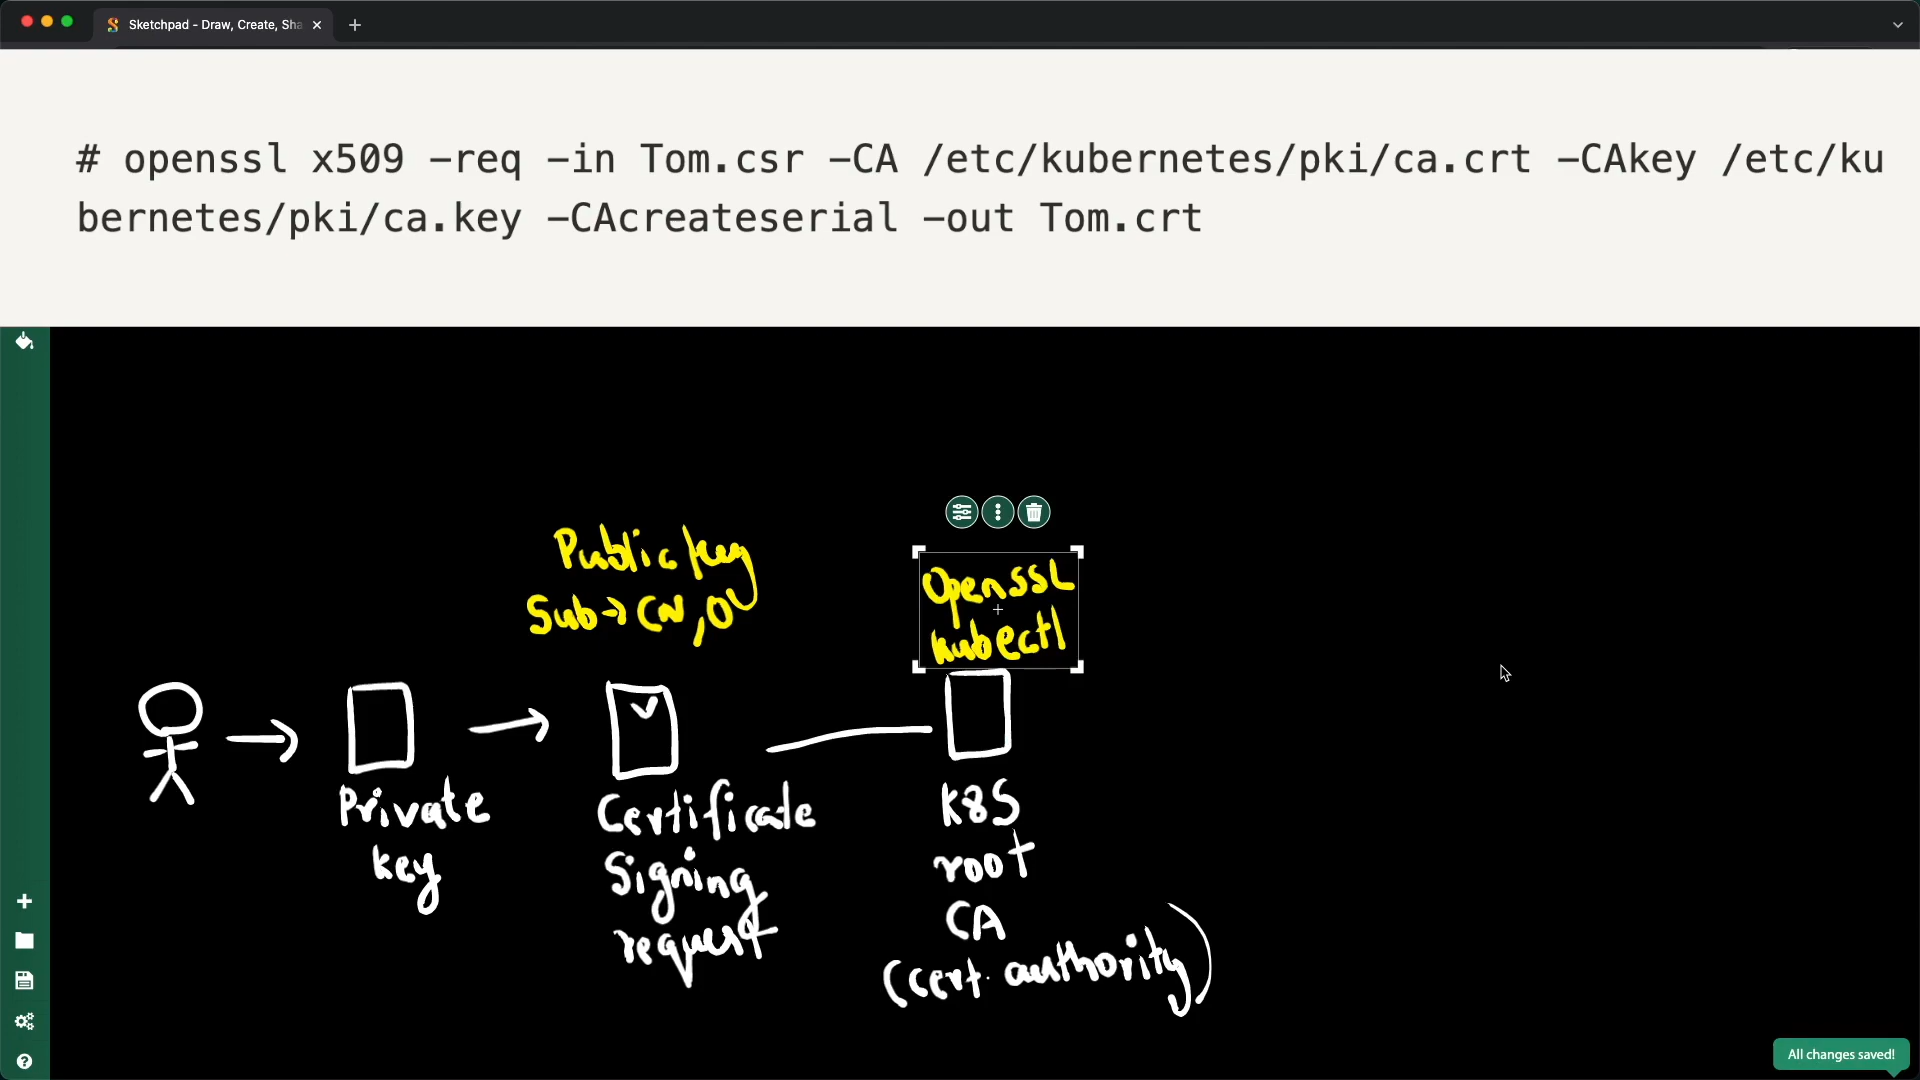 Sketchpad - Draw, Create, Sha
# openssl x509 -req -in Tom.csr -CA /etc/kubernetes/pki/ca.crt -CAkey /etc/ku
bernetes/pki/ca.key -CAcreateserial -out Tom.crt
Public key
Sub→ CN, OU
OpenSSL
kubectl
Private
key
Certificate
Signing
request
K8S
root
CA
(cert. authority)
All changes saved!